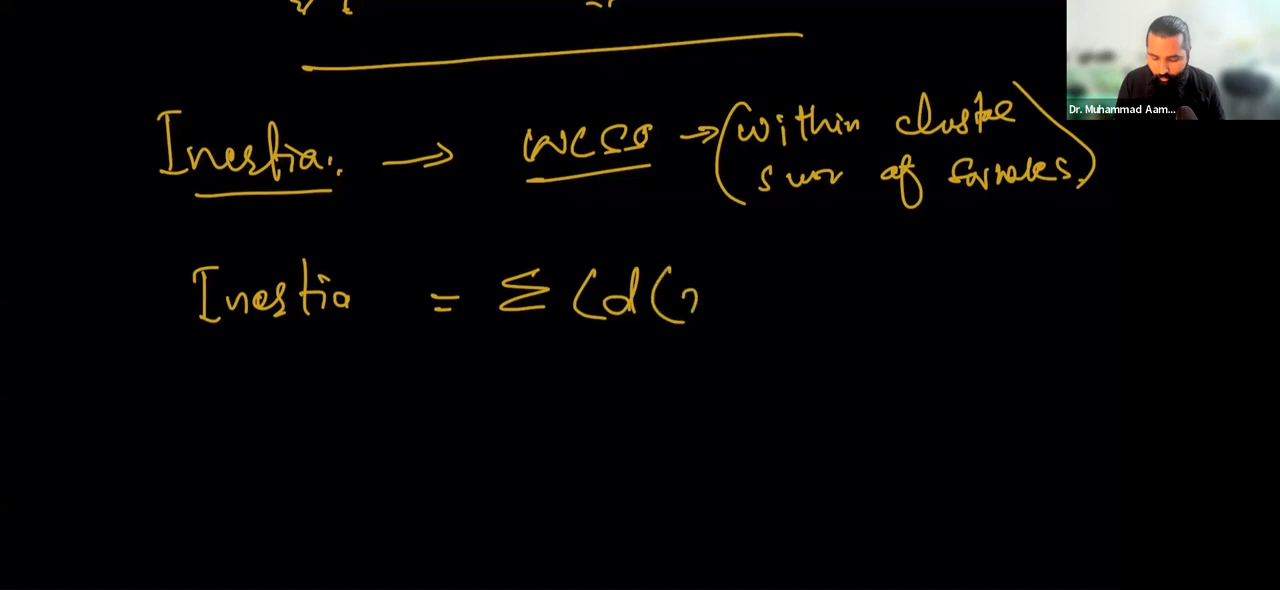 Dr. Muhammad Aam...
Inertia. → WCSS → (within cluster
sum of squares.)
Inertia = Σ (d(